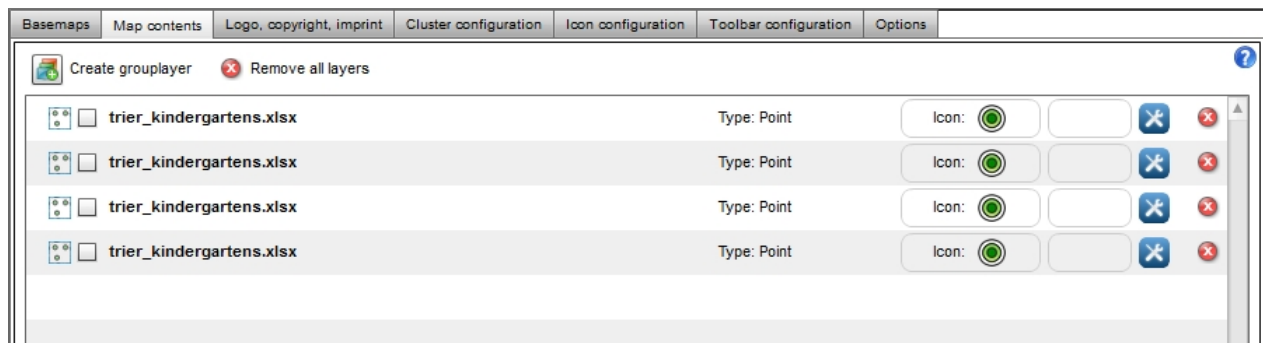 Basemaps Map contents Logo, copyright, imprint Cluster configuration Icon configuration Toolbar configuration Options
Create grouplayer Remove all layers ?
trier_kindergartens.xlsx Type: Point Icon:
trier_kindergartens.xlsx Type: Point Icon:
trier_kindergartens.xlsx Type: Point Icon:
trier_kindergartens.xlsx Type: Point Icon: